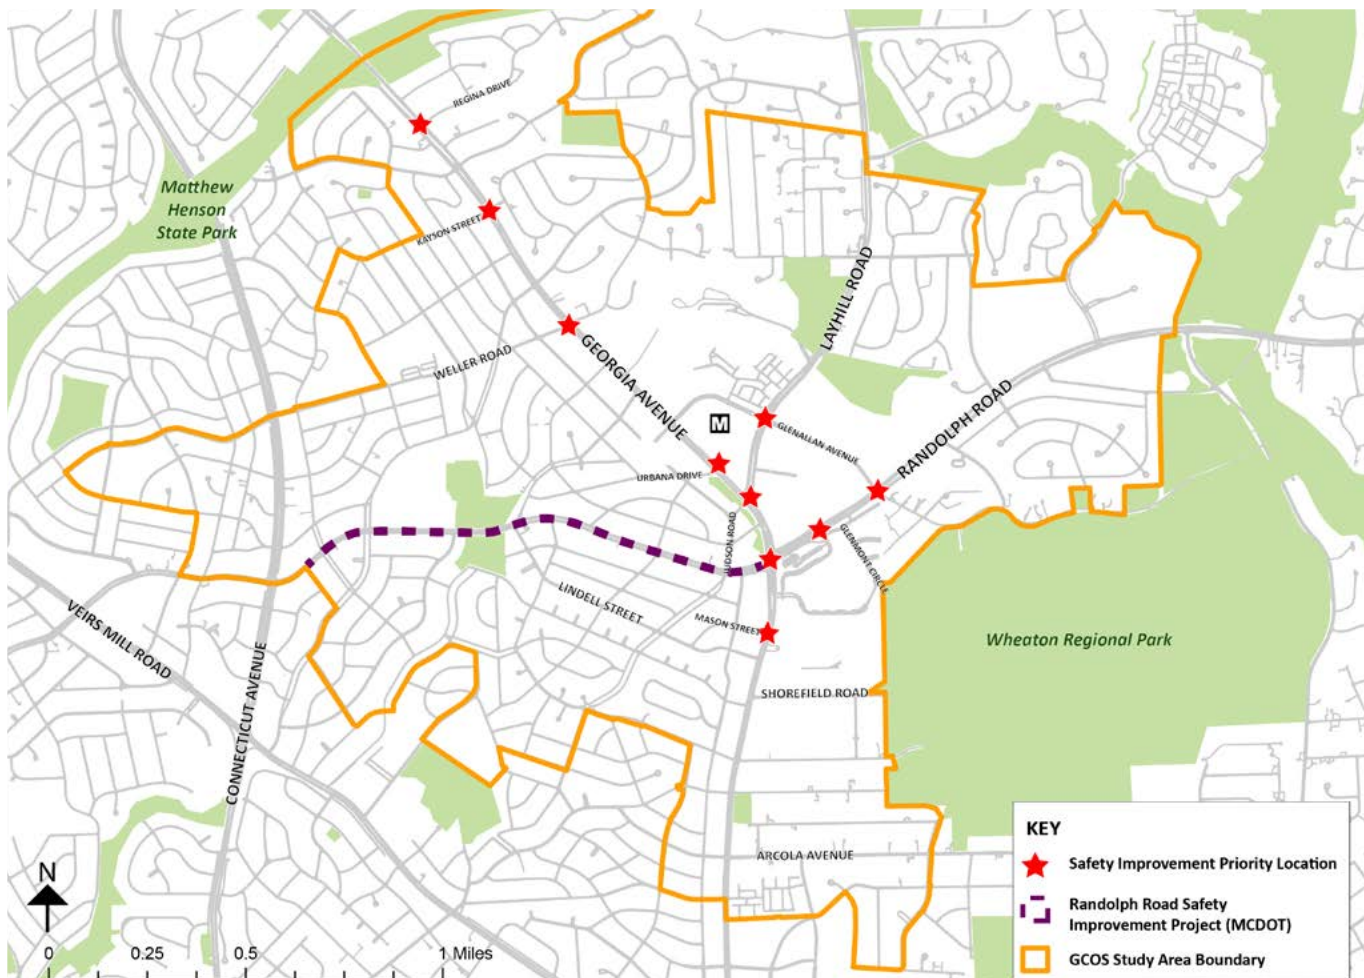 REGINA DRIVE
Matthew
Henson
State Park
KAYSON STREET
LAYHILL ROAD
GEORGIA AVENUE
WELLER ROAD
M
RANDOLPH ROAD
GLENALLAN AVENUE
URBANA DRIVE
JUDSON ROAD
GLENMONT CIRCLE
LINDELL STREET
MASON STREET
VEIRS MILL ROAD
CONNECTICUT AVENUE
Wheaton Regional Park
SHOREFIELD ROAD
ARCOLA AVENUE
N
0 0.25 0.5 1 Miles
KEY
Safety Improvement Priority Location
Randolph Road Safety
Improvement Project (MCDOT)
GCOS Study Area Boundary